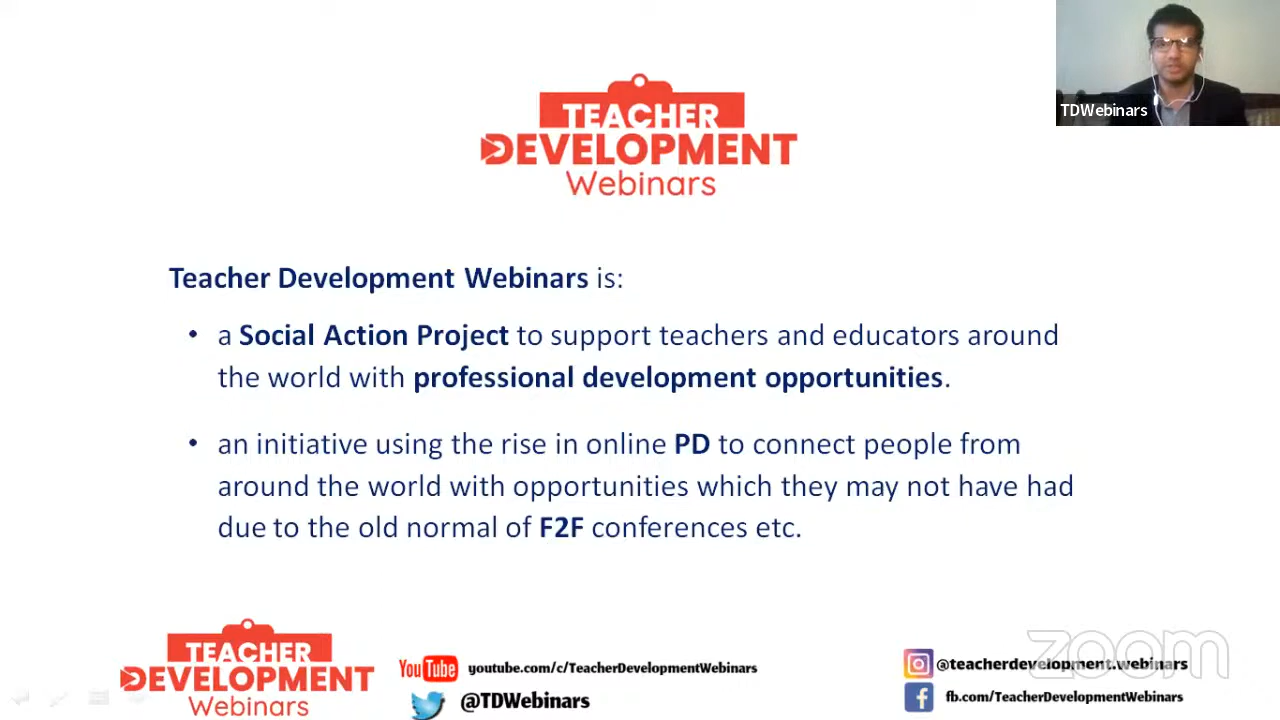 TDWebinars
TEACHER
DEVELOPMENT
Webinars
Teacher Development Webinars is:
• a Social Action Project to support teachers and educators around
the world with professional development opportunities.
• an initiative using the rise in online PD to connect people from
around the world with opportunities which they may not have had
due to the old normal of F2F conferences etc.
TEACHER
DEVELOPMENT
Webinars
YouTube youtube.com/c/TeacherDevelopmentWebinars
@TDWebinars
zoom
@teacherdevelopment.webinars
fb.com/TeacherDevelopmentWebinars